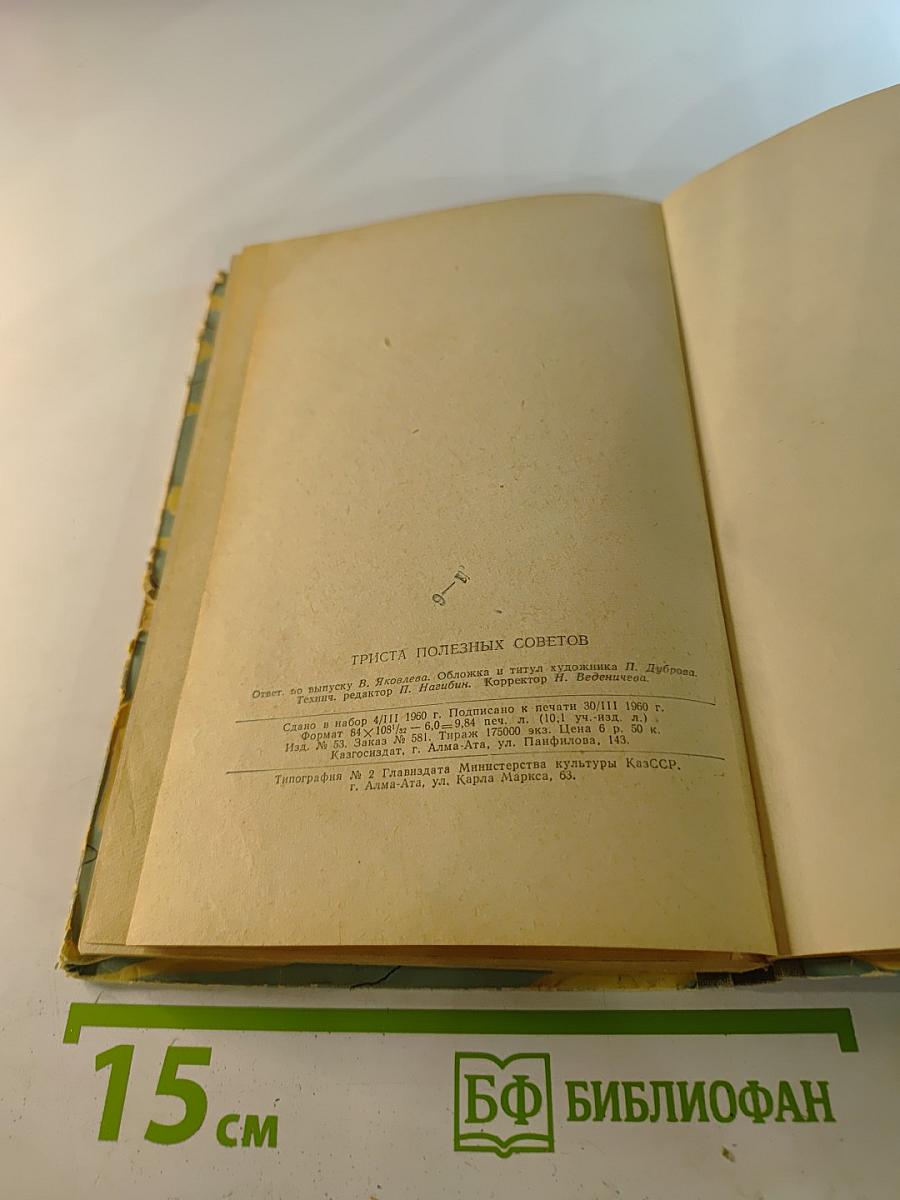 9—Б
ТРИСТА ПОЛЕЗНЫХ СОВЕТОВ
Ответ. по выпуску В. Яковлева. Обложка и титул художника П. Дуброва.
Технич. редактор П. Нагибин. Корректор Н. Веденичева.
Сдано в набор 4/III 1960 г. Подписано к печати 30/III 1960 г.
Формат 84×108¹/₃₂ — 6,0=9,84 печ. л. (10,1 уч.-изд. л.)
Изд. № 53. Заказ № 581. Тираж 175000 экз. Цена 6 р. 50 к.
Казгосиздат, г. Алма-Ата, ул. Панфилова, 143.
Типография № 2 Главиздата Министерства культуры КазССР.
г. Алма-Ата, ул. Карла Маркса, 63.
15 см
БФ БИБЛИОФАН